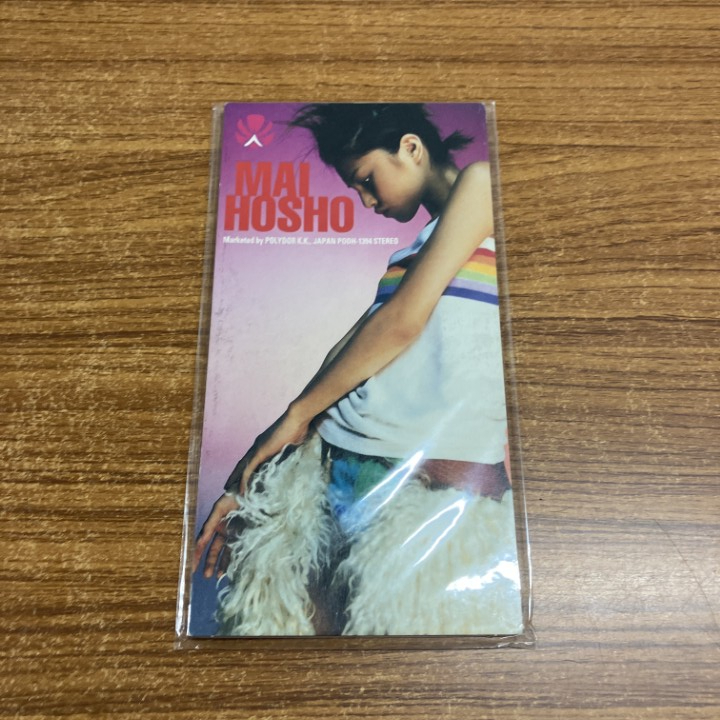 MAI
HOSHO
Marketed by POLYDOR K.K., JAPAN PODH-1394 STEREO